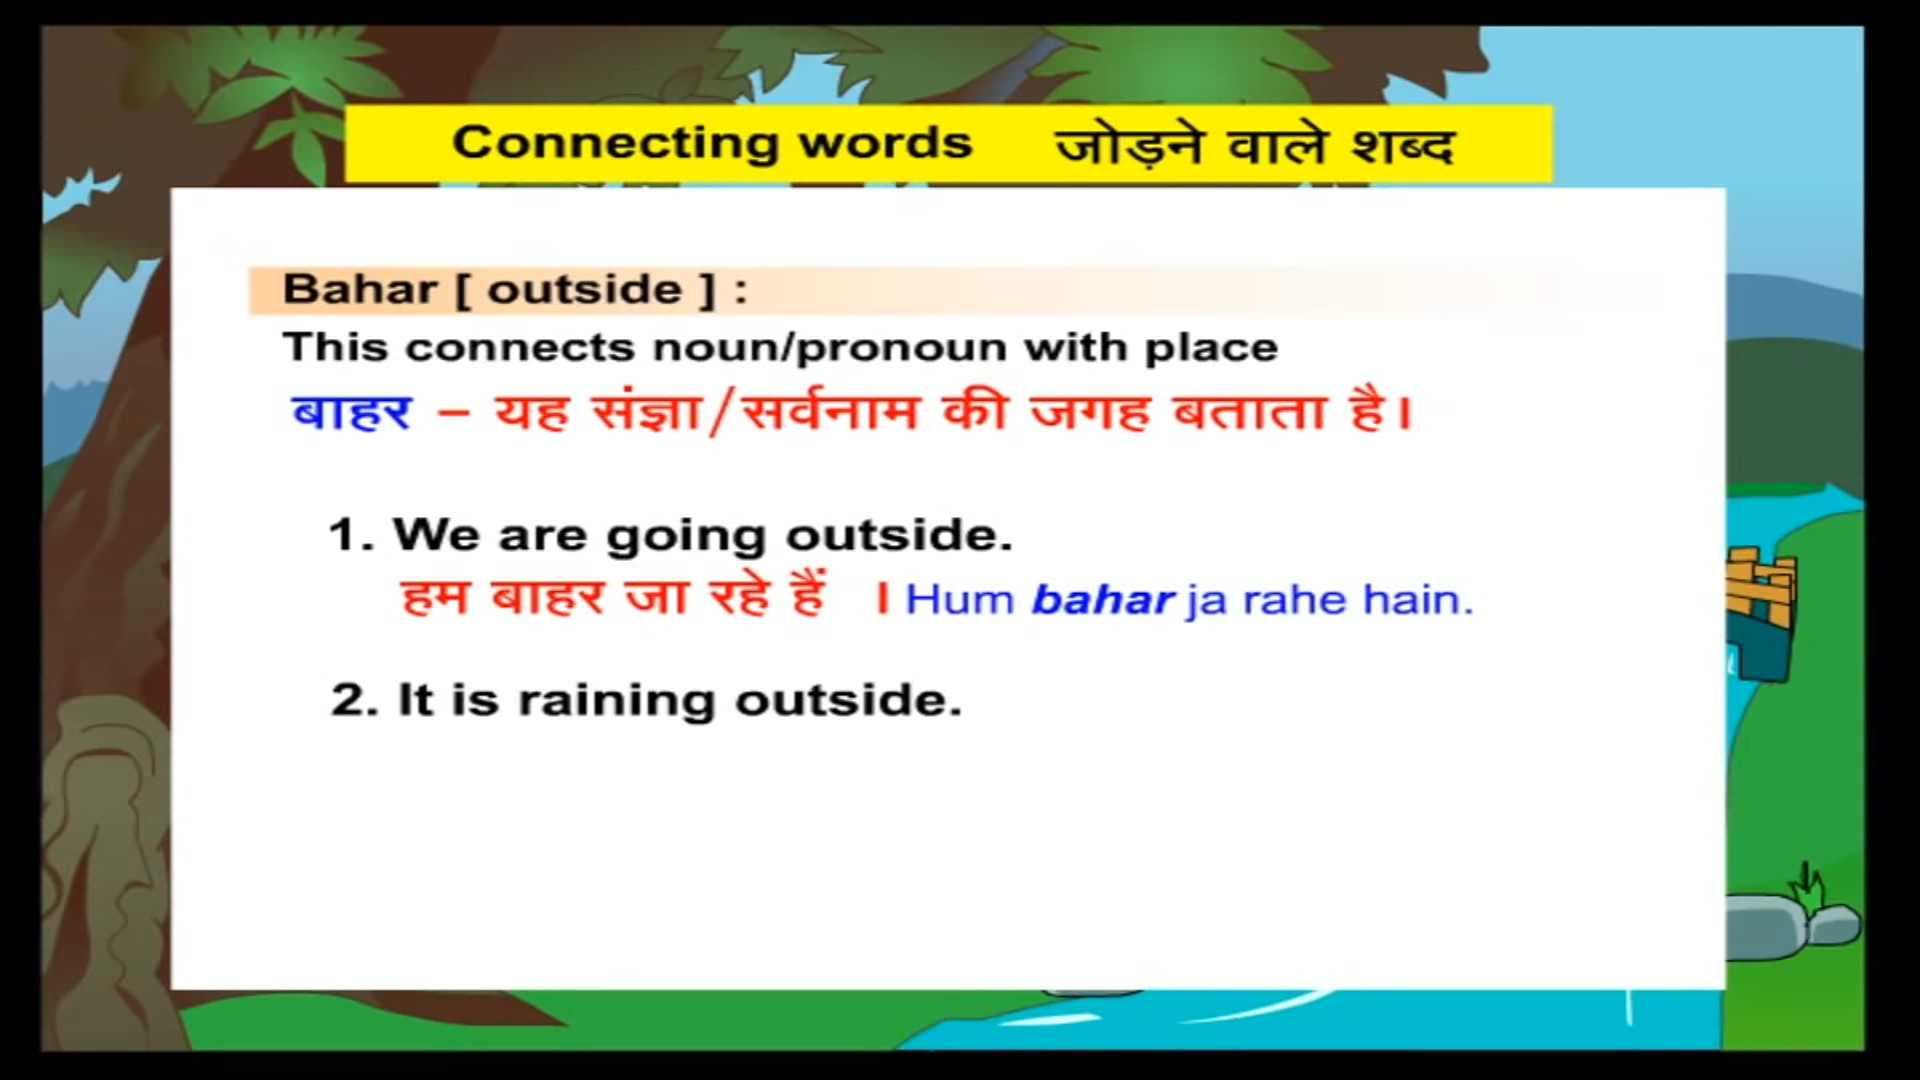 Connecting words जोड़ने वाले शब्द
Bahar [ outside ] :
This connects noun/pronoun with place
बाहर – यह संज्ञा/सर्वनाम की जगह बताता है।
1. We are going outside.
हम बाहर जा रहे हैं । Hum bahar ja rahe hain.
2. It is raining outside.